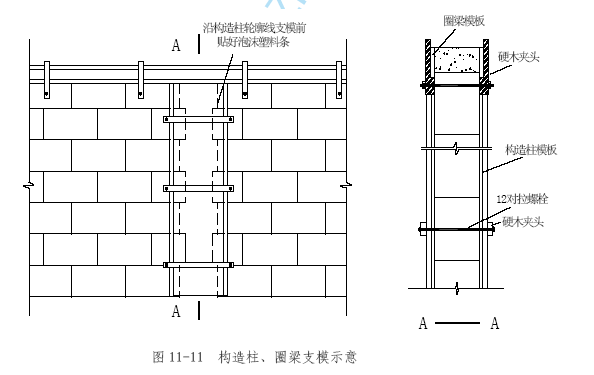 沿构造柱轮廓线支模前
贴好泡沫塑料条
A
A
圈梁模板
硬木夹头
构造柱模板
12对拉螺栓
硬木夹头
A — A
图 11-11 构造柱、圈梁支模示意